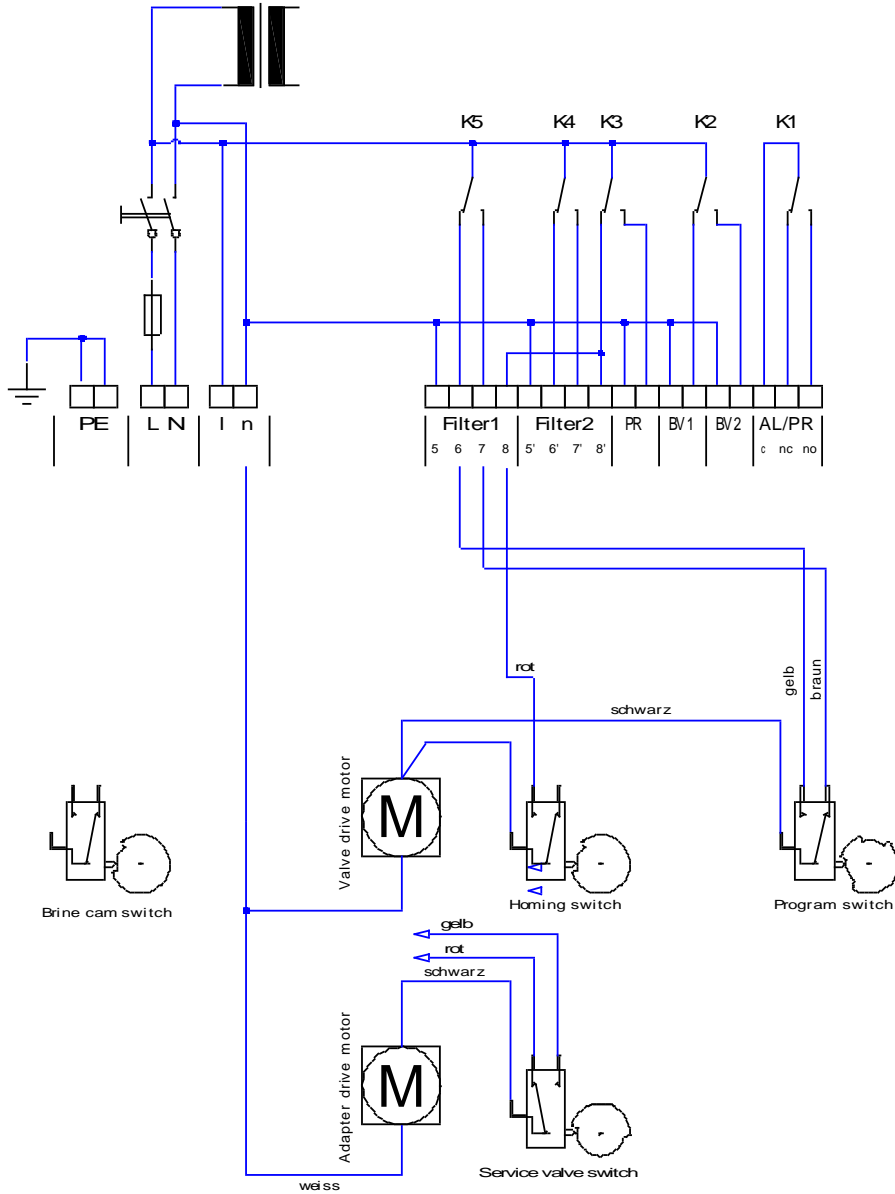 K5 K4 K3 K2 K1
PE L N l n Filter1 Filter2 PR BV1 BV2 AL/PR
5 6 7 8 5' 6' 7' 8' c nc no
rot
gelb
braun
schwarz
Valve drive motor
M
Brine cam switch
Homing switch
Program switch
gelb
rot
schwarz
Adapter drive motor
M
Service valve switch
weiss